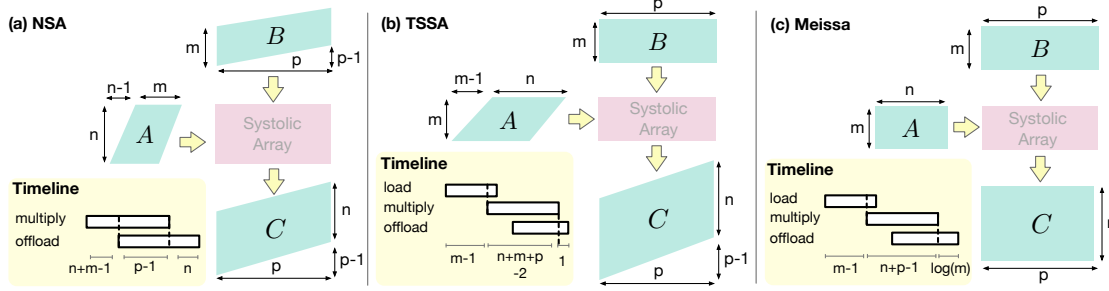 (a) NSA
B
m
p-1
p
n-1
m
n
A
Systolic
Array
Timeline
multiply
offload
n+m-1
p-1
n
C
n
p-1
p
(b) TSSA
p
m
B
m-1
n
m
A
Systolic
Array
Timeline
load
multiply
offload
m-1
n+m+p
-2
1
C
n
p-1
p
(c) Meissa
p
m
B
n
m
A
Systolic
Array
Timeline
load
multiply
offload
m-1
n+p-1
log(m)
C
p